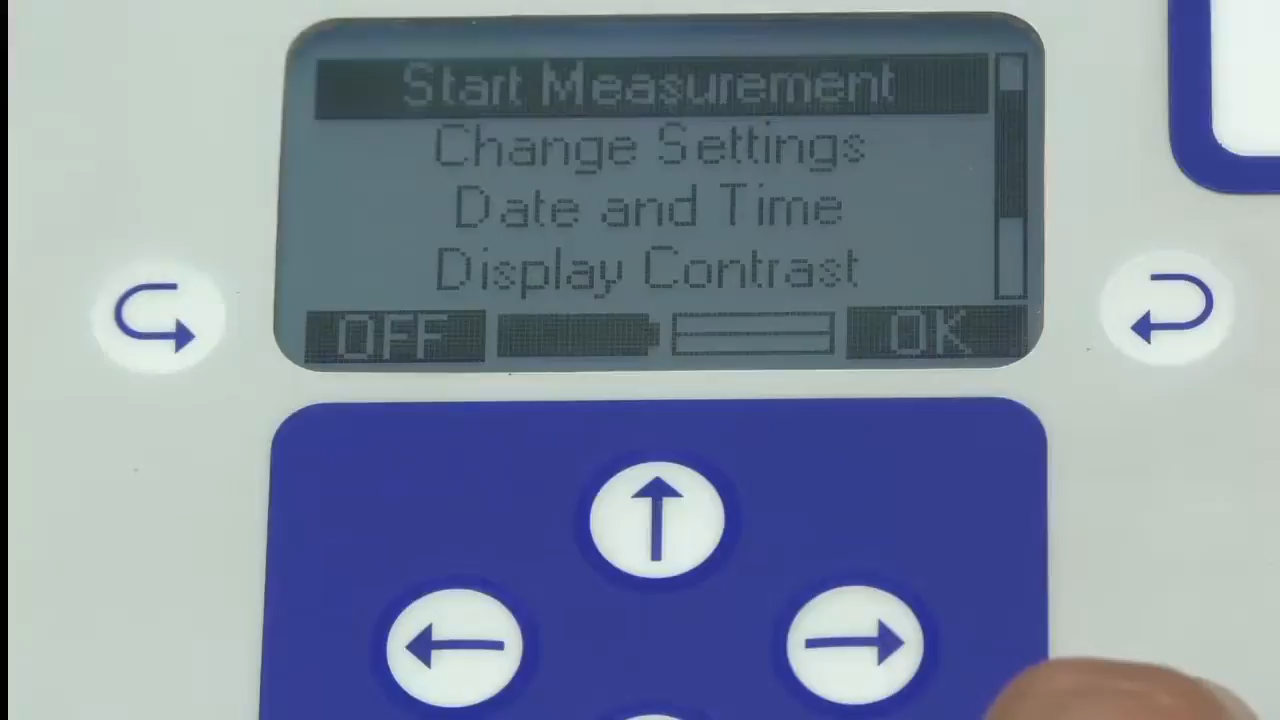 Start Measurement
Change Settings
Date and Time
Display Contrast
OFF OK